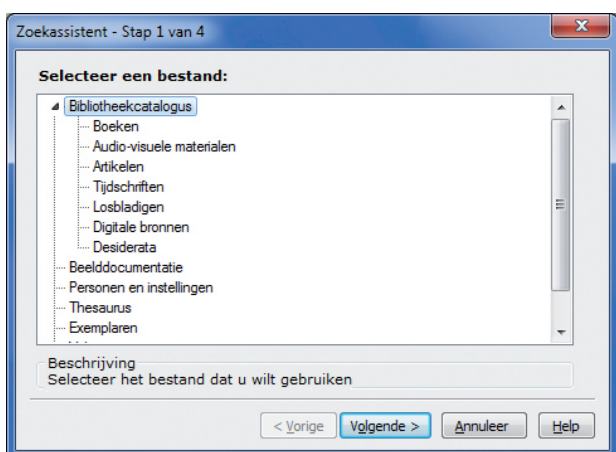 Zoekassistent - Stap 1 van 4
Selecteer een bestand:
Bibliotheekcatalogus
Boeken
Audio-visuele materialen
Artikelen
Tijdschriften
Losbladigen
Digitale bronnen
Desiderata
Beelddocumentatie
Personen en instellingen
Thesaurus
Exemplaren
Beschrijving
Selecteer het bestand dat u wilt gebruiken
< Vorige Volgende > Annuleer Help